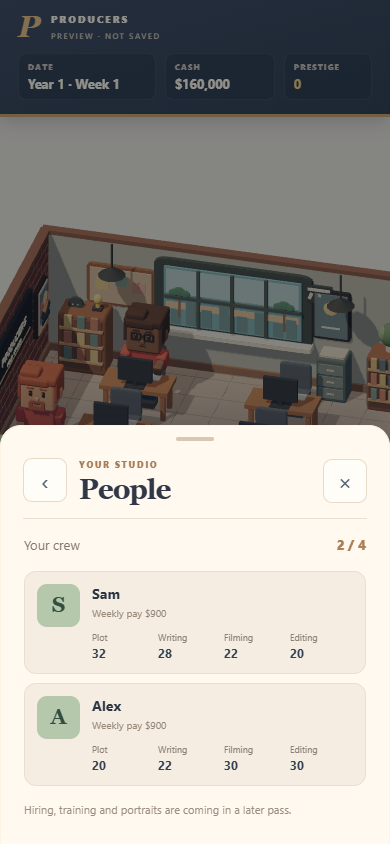 P PRODUCERS
PREVIEW · NOT SAVED
DATE CASH PRESTIGE
Year 1 · Week 1 $160,000 0
YOUR STUDIO
‹ People ×
Your crew 2 / 4
S Sam
Weekly pay $900
Plot Writing Filming Editing
32 28 22 20
A Alex
Weekly pay $900
Plot Writing Filming Editing
20 22 30 30
Hiring, training and portraits are coming in a later pass.